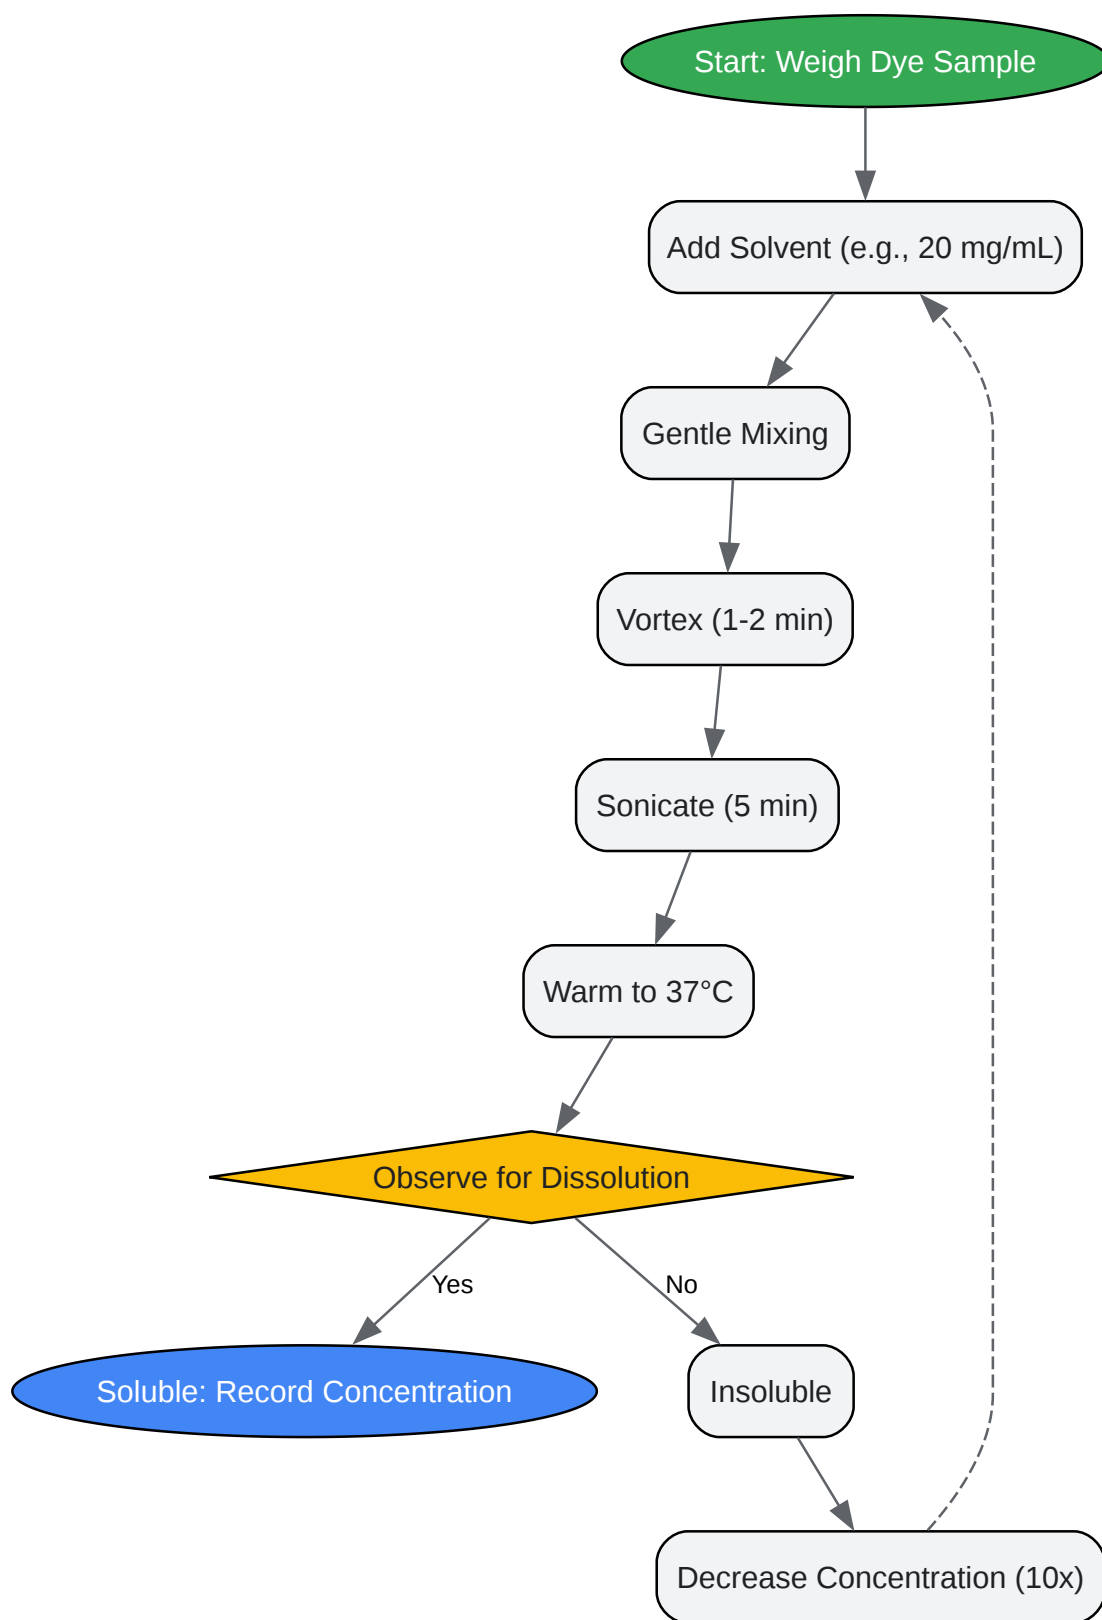 Start: Weigh Dye Sample
Add Solvent (e.g., 20 mg/mL)
Gentle Mixing
Vortex (1-2 min)
Sonicate (5 min)
Warm to 37°C
Observe for Dissolution
Yes
No
Soluble: Record Concentration
Insoluble
Decrease Concentration (10x)